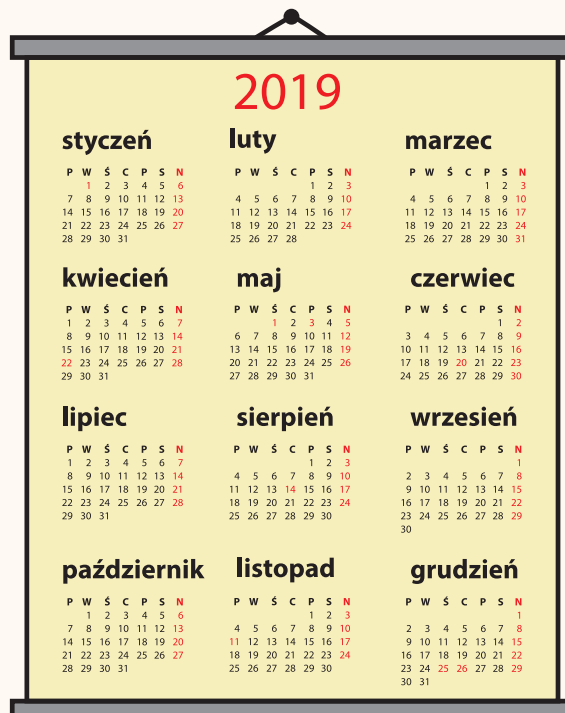 2019
styczeń
P W Ś C P S N
1 2 3 4 5 6
7 8 9 10 11 12 13
14 15 16 17 18 19 20
21 22 23 24 25 26 27
28 29 30 31
luty
P W Ś C P S N
1 2 3
4 5 6 7 8 9 10
11 12 13 14 15 16 17
18 19 20 21 22 23 24
25 26 27 28
marzec
P W Ś C P S N
1 2 3
4 5 6 7 8 9 10
11 12 13 14 15 16 17
18 19 20 21 22 23 24
25 26 27 28 29 30 31
kwiecień
P W Ś C P S N
1 2 3 4 5 6 7
8 9 10 11 12 13 14
15 16 17 18 19 20 21
22 23 24 25 26 27 28
29 30 31
maj
P W Ś C P S N
1 2 3 4 5
6 7 8 9 10 11 12
13 14 15 16 17 18 19
20 21 22 23 24 25 26
27 28 29 30 31
czerwiec
P W Ś C P S N
1 2
3 4 5 6 7 8 9
10 11 12 13 14 15 16
17 18 19 20 21 22 23
24 25 26 27 28 29 30
lipiec
P W Ś C P S N
1 2 3 4 5 6 7
8 9 10 11 12 13 14
15 16 17 18 19 20 21
22 23 24 25 26 27 28
29 30 31
sierpień
P W Ś C P S N
1 2 3
4 5 6 7 8 9 10
11 12 13 14 15 16 17
18 19 20 21 22 23 24
25 26 27 28 29 30
wrzesień
P W Ś C P S N
1
2 3 4 5 6 7 8
9 10 11 12 13 14 15
16 17 18 19 20 21 22
23 24 25 26 27 28 29
30
październik
P W Ś C P S N
1 2 3 4 5 6
7 8 9 10 11 12 13
14 15 16 17 18 19 20
21 22 23 24 25 26 27
28 29 30 31
listopad
P W Ś C P S N
1 2 3
4 5 6 7 8 9 10
11 12 13 14 15 16 17
18 19 20 21 22 23 24
25 26 27 28 29 30
grudzień
P W Ś C P S N
1
2 3 4 5 6 7 8
9 10 11 12 13 14 15
16 17 18 19 20 21 22
23 24 25 26 27 28 29
30 31